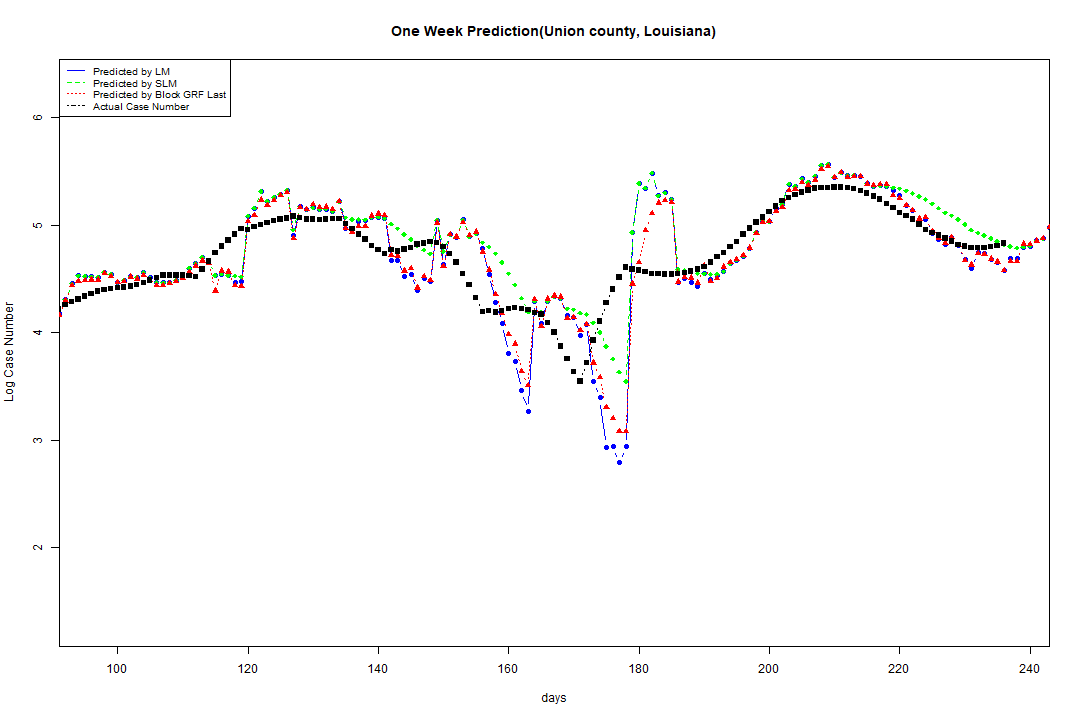 One Week Prediction(Union county, Louisiana)
Predicted by LM
Predicted by SLM
Predicted by Block GRF Last
Actual Case Number
6
5
4
3
2
Log Case Number
100 120 140 160 180 200 220 240
days